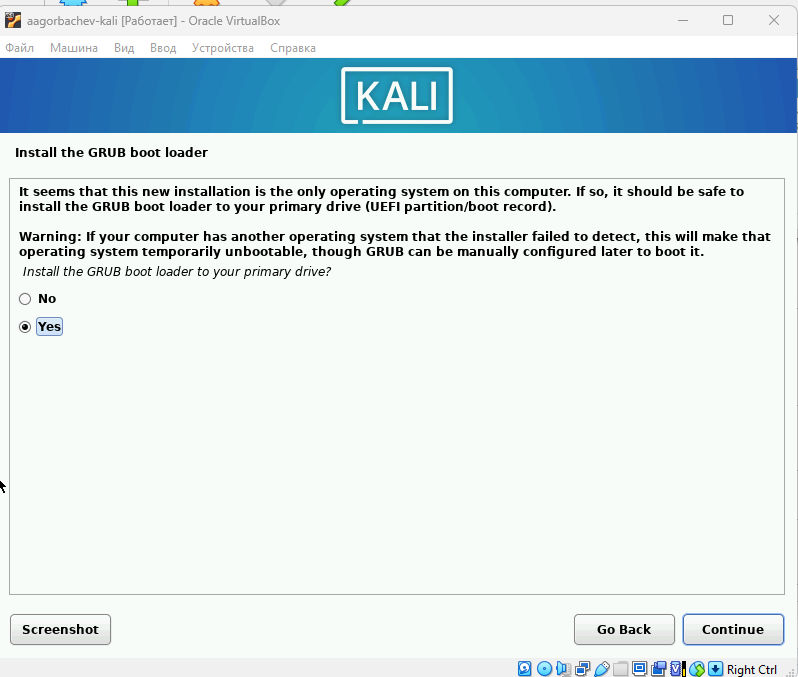 aagorbachev-kali [Работает] - Oracle VirtualBox
Файл Машина Вид Ввод Устройства Справка
KALI
Install the GRUB boot loader
It seems that this new installation is the only operating system on this computer. If so, it should be safe to
install the GRUB boot loader to your primary drive (UEFI partition/boot record).
Warning: If your computer has another operating system that the installer failed to detect, this will make that
operating system temporarily unbootable, though GRUB can be manually configured later to boot it.
Install the GRUB boot loader to your primary drive?
No
Yes
Screenshot Go Back Continue
Right Ctrl